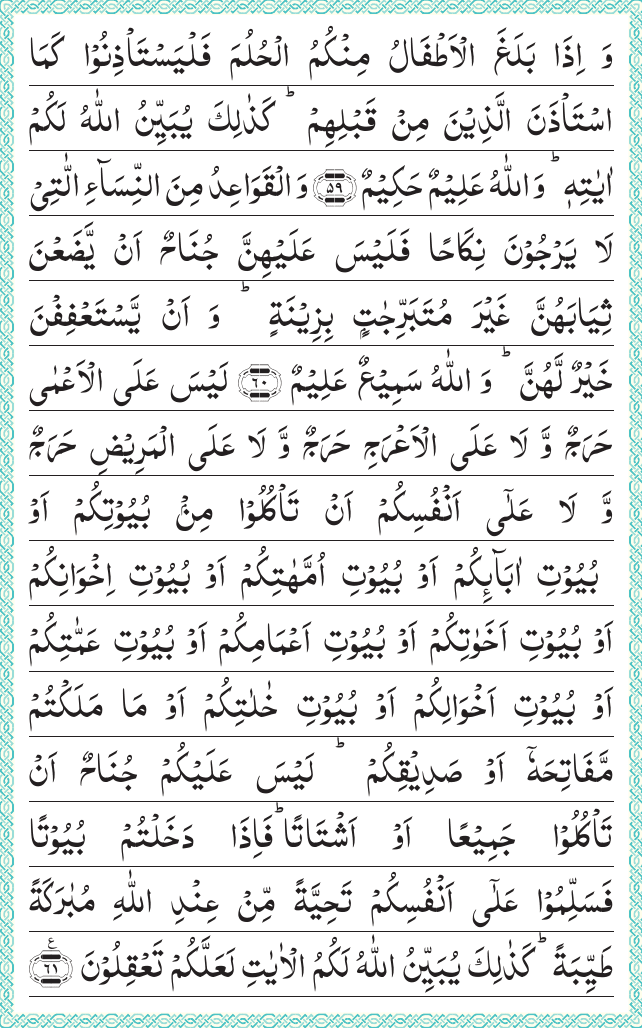 وَ اِذَا بَلَغَ الْاَطْفَالُ مِنْكُمُ الْحُلُمَ فَلْيَسْتَاْذِنُوْا كَمَا
اسْتَاْذَنَ الَّذِيْنَ مِنْ قَبْلِهِمْ ؕ كَذٰلِكَ يُبَيِّنُ اللّٰهُ لَكُمْ
اٰيٰتِهٖ ؕ وَ اللّٰهُ عَلِيْمٌ حَكِيْمٌ ﴿۵۹﴾ وَ الْقَوَاعِدُ مِنَ النِّسَآءِ الّٰتِيْ
لَا يَرْجُوْنَ نِكَاحًا فَلَيْسَ عَلَيْهِنَّ جُنَاحٌ اَنْ يَّضَعْنَ
ثِيَابَهُنَّ غَيْرَ مُتَبَرِّجٰتٍۭ بِزِيْنَةٍ ؕ وَ اَنْ يَّسْتَعْفِفْنَ
خَيْرٌ لَّهُنَّ ؕ وَ اللّٰهُ سَمِيْعٌ عَلِيْمٌ ﴿۶۰﴾ لَيْسَ عَلَى الْاَعْمٰى
حَرَجٌ وَّ لَا عَلَى الْاَعْرَجِ حَرَجٌ وَّ لَا عَلَى الْمَرِيْضِ حَرَجٌ
وَّ لَا عَلٰۤى اَنْفُسِكُمْ اَنْ تَاْكُلُوْا مِنْۢ بُيُوْتِكُمْ اَوْ
بُيُوْتِ اٰبَآىِٕكُمْ اَوْ بُيُوْتِ اُمَّهٰتِكُمْ اَوْ بُيُوْتِ اِخْوَانِكُمْ
اَوْ بُيُوْتِ اَخَوٰتِكُمْ اَوْ بُيُوْتِ اَعْمَامِكُمْ اَوْ بُيُوْتِ عَمّٰتِكُمْ
اَوْ بُيُوْتِ اَخْوَالِكُمْ اَوْ بُيُوْتِ خٰلٰتِكُمْ اَوْ مَا مَلَكْتُمْ
مَّفَاتِحَهٗۤ اَوْ صَدِيْقِكُمْ ؕ لَيْسَ عَلَيْكُمْ جُنَاحٌ اَنْ
تَاْكُلُوْا جَمِيْعًا اَوْ اَشْتَاتًا ؕ فَاِذَا دَخَلْتُمْ بُيُوْتًا
فَسَلِّمُوْا عَلٰۤى اَنْفُسِكُمْ تَحِيَّةً مِّنْ عِنْدِ اللّٰهِ مُبٰرَكَةً
طَيِّبَةً ؕ كَذٰلِكَ يُبَيِّنُ اللّٰهُ لَكُمُ الْاٰيٰتِ لَعَلَّكُمْ تَعْقِلُوْنَ ﴿۶۱﴾ ع